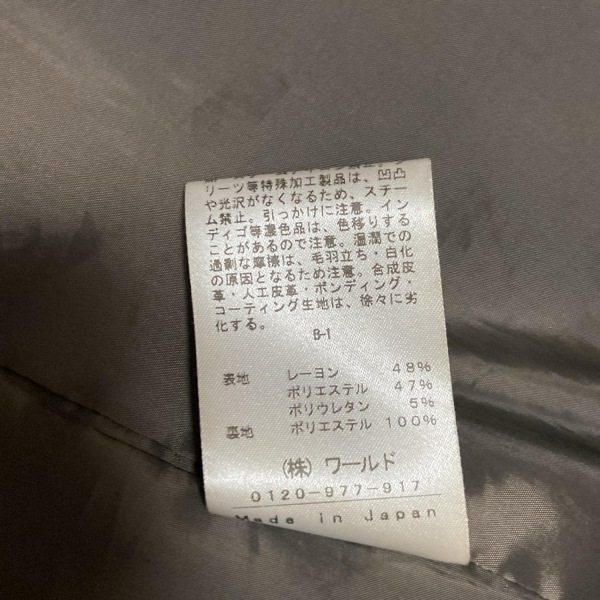 リーツ等特殊加工製品は、凹凸
や光沢がなくなるため、スチー
ム禁止。引っかけに注意。イン
ディゴ等濃色品は、色移りする
ことがあるので注意。湿潤での
過剰な摩擦は、毛羽立ち・白化
の原因となるため注意。合成皮
革・人工皮革・ボンディング・
コーティング生地は、徐々に劣
化する。
B-1
表地 レーヨン 48%
ポリエステル 47%
ポリウレタン 5%
裏地 ポリエステル 100%
(株) ワールド
0120-977-917
Made in Japan